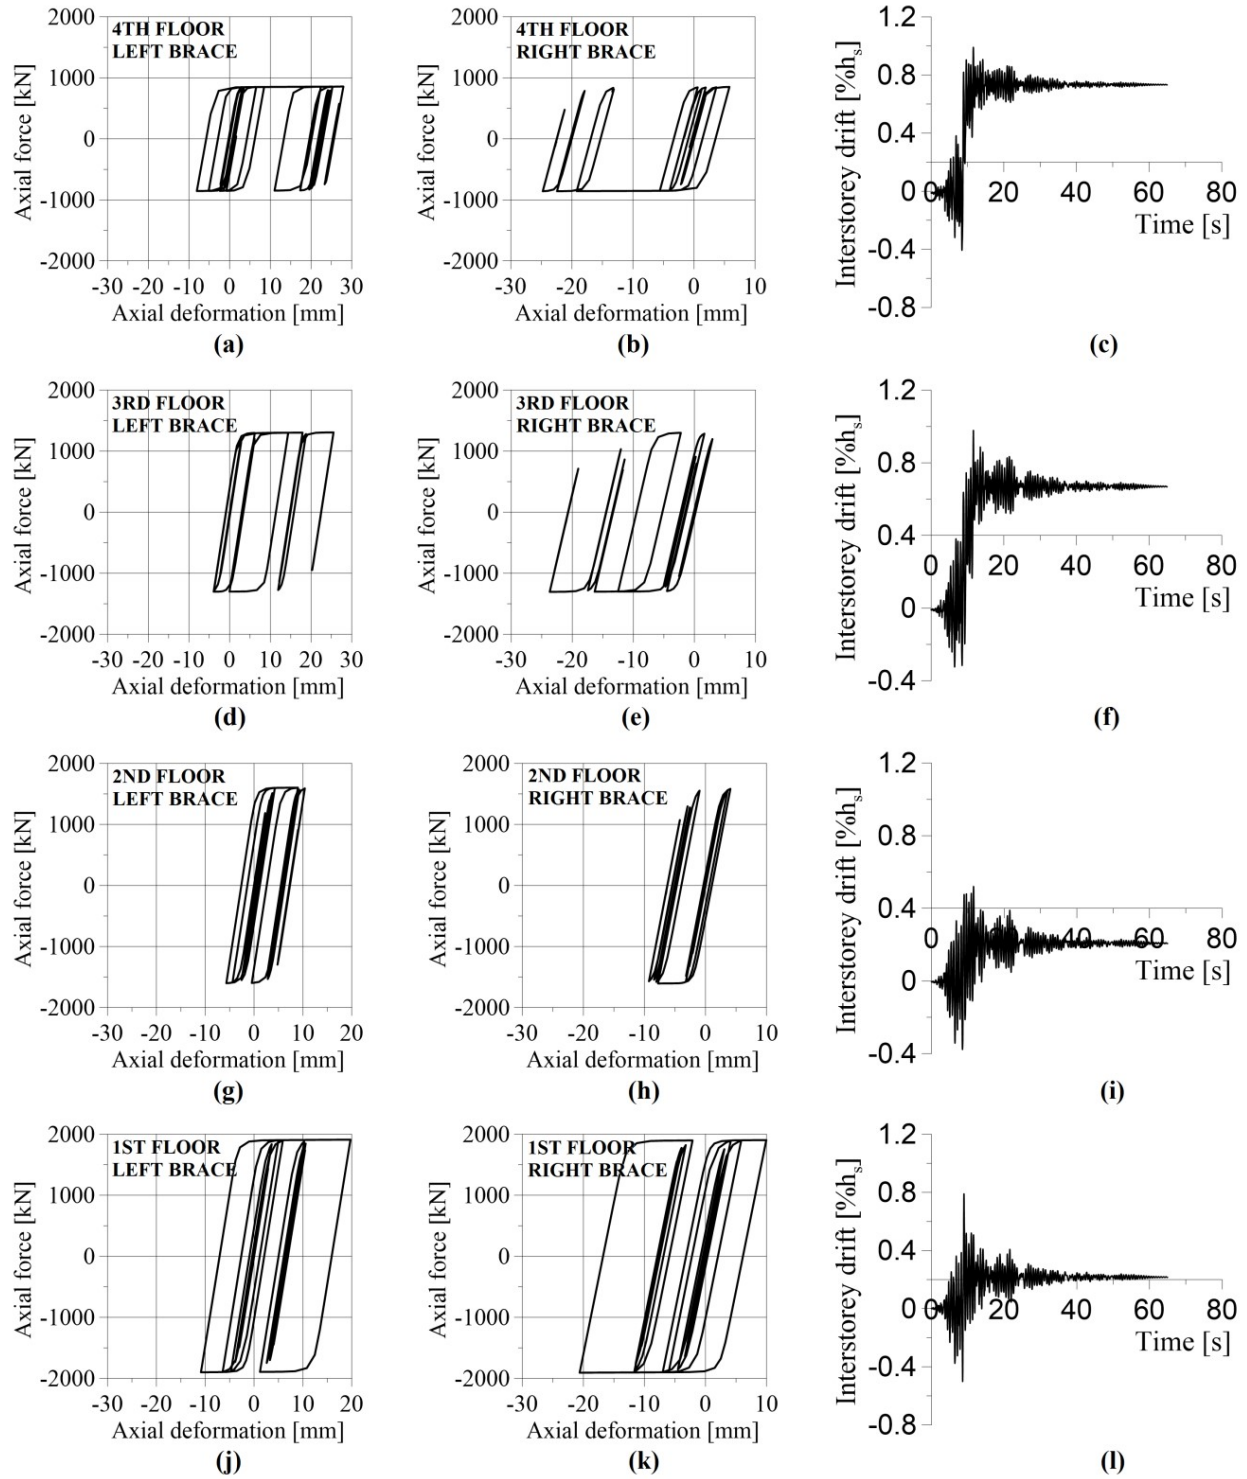 4TH FLOOR
LEFT BRACE
Axial force [kN]
2000
1000
0
-1000
-2000
-30 -20 -10 0 10 20 30
Axial deformation [mm]
(a)
4TH FLOOR
RIGHT BRACE
Axial force [kN]
2000
1000
0
-1000
-2000
-30 -20 -10 0 10
Axial deformation [mm]
(b)
Interstorey drift [%hs]
1.2
0.8
0.4
0
-0.4
-0.8
0 20 40 60 80
Time [s]
(c)
3RD FLOOR
LEFT BRACE
Axial force [kN]
2000
1000
0
-1000
-2000
-30 -20 -10 0 10 20 30
Axial deformation [mm]
(d)
3RD FLOOR
RIGHT BRACE
Axial force [kN]
2000
1000
0
-1000
-2000
-30 -20 -10 0 10
Axial deformation [mm]
(e)
Interstorey drift [%hs]
1.2
0.8
0.4
0
-0.4
0 20 40 60 80
Time [s]
(f)
2ND FLOOR
LEFT BRACE
Axial force [kN]
2000
1000
0
-1000
-2000
-30 -20 -10 0 10 20
Axial deformation [mm]
(g)
2ND FLOOR
RIGHT BRACE
Axial force [kN]
2000
1000
0
-1000
-2000
-30 -20 -10 0 10
Axial deformation [mm]
(h)
Interstorey drift [%hs]
1.2
0.8
0.4
0
-0.4
0 20 40 60 80
Time [s]
(i)
1ST FLOOR
LEFT BRACE
Axial force [kN]
2000
1000
0
-1000
-2000
-30 -20 -10 0 10 20
Axial deformation [mm]
(j)
1ST FLOOR
RIGHT BRACE
Axial force [kN]
2000
1000
0
-1000
-2000
-30 -20 -10 0 10
Axial deformation [mm]
(k)
Interstorey drift [%hs]
1.2
0.8
0.4
0
-0.4
-0.8
0 20 40 60 80
Time [s]
(l)